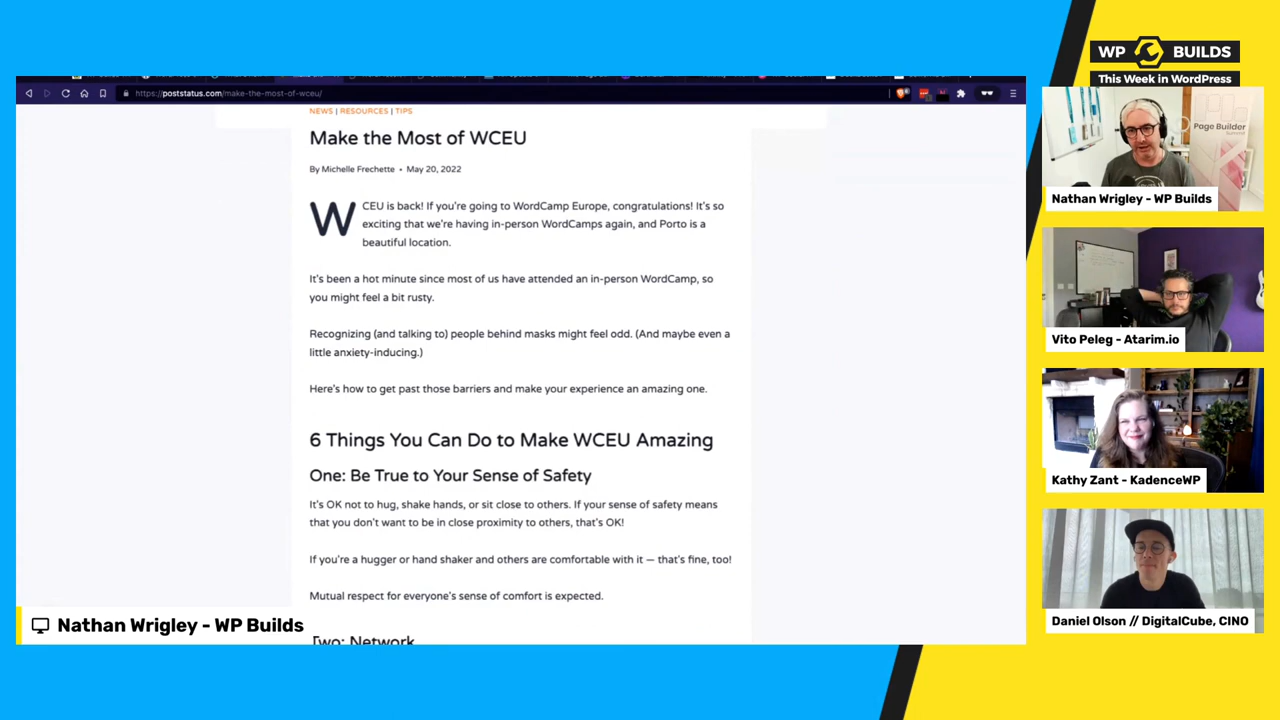 WP BUILDS
This Week in WordPress
https://poststatus.com/make-the-most-of-wceu/
NEWS | RESOURCES | TIPS
Make the Most of WCEU
By Michelle Frechette • May 20, 2022
WCEU is back! If you're going to WordCamp Europe, congratulations! It's so
exciting that we're having in-person WordCamps again, and Porto is a
beautiful location.
It's been a hot minute since most of us have attended an in-person WordCamp, so
you might feel a bit rusty.
Recognizing (and talking to) people behind masks might feel odd. (And maybe even a
little anxiety-inducing.)
Here's how to get past those barriers and make your experience an amazing one.
6 Things You Can Do to Make WCEU Amazing
One: Be True to Your Sense of Safety
It's OK not to hug, shake hands, or sit close to others. If your sense of safety means
that you don't want to be in close proximity to others, that's OK!
If you're a hugger or hand shaker and others are comfortable with it — that's fine, too!
Mutual respect for everyone's sense of comfort is expected.
Two: Network
Nathan Wrigley - WP Builds
Page Builder
Summit
Nathan Wrigley - WP Builds
Vito Peleg - Atarim.io
Kathy Zant - KadenceWP
Daniel Olson // DigitalCube, CINO